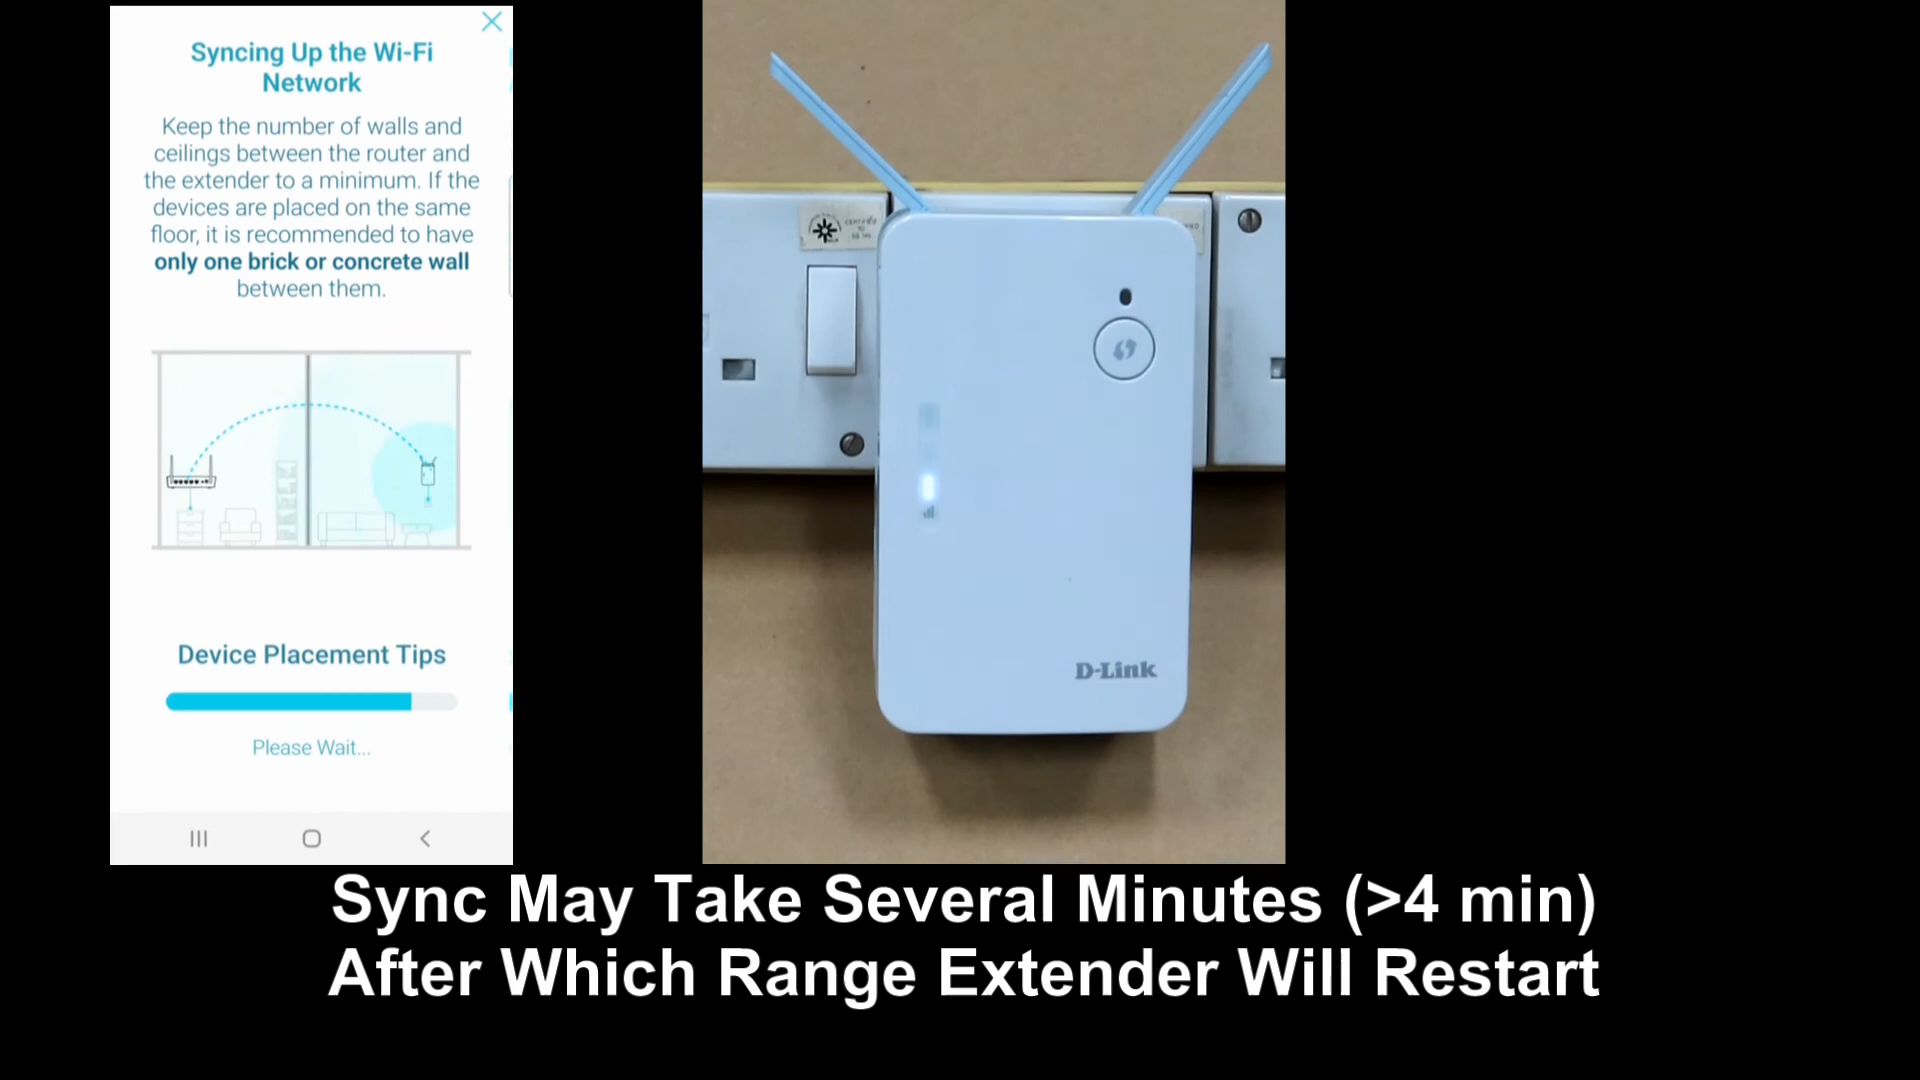 Syncing Up the Wi-Fi
Network
Keep the number of walls and
ceilings between the router and
the extender to a minimum. If the
devices are placed on the same
floor, it is recommended to have
only one brick or concrete wall
between them.
Device Placement Tips
Please Wait...
CERTIFIED
TO
D-Link
Sync May Take Several Minutes (>4 min)
After Which Range Extender Will Restart